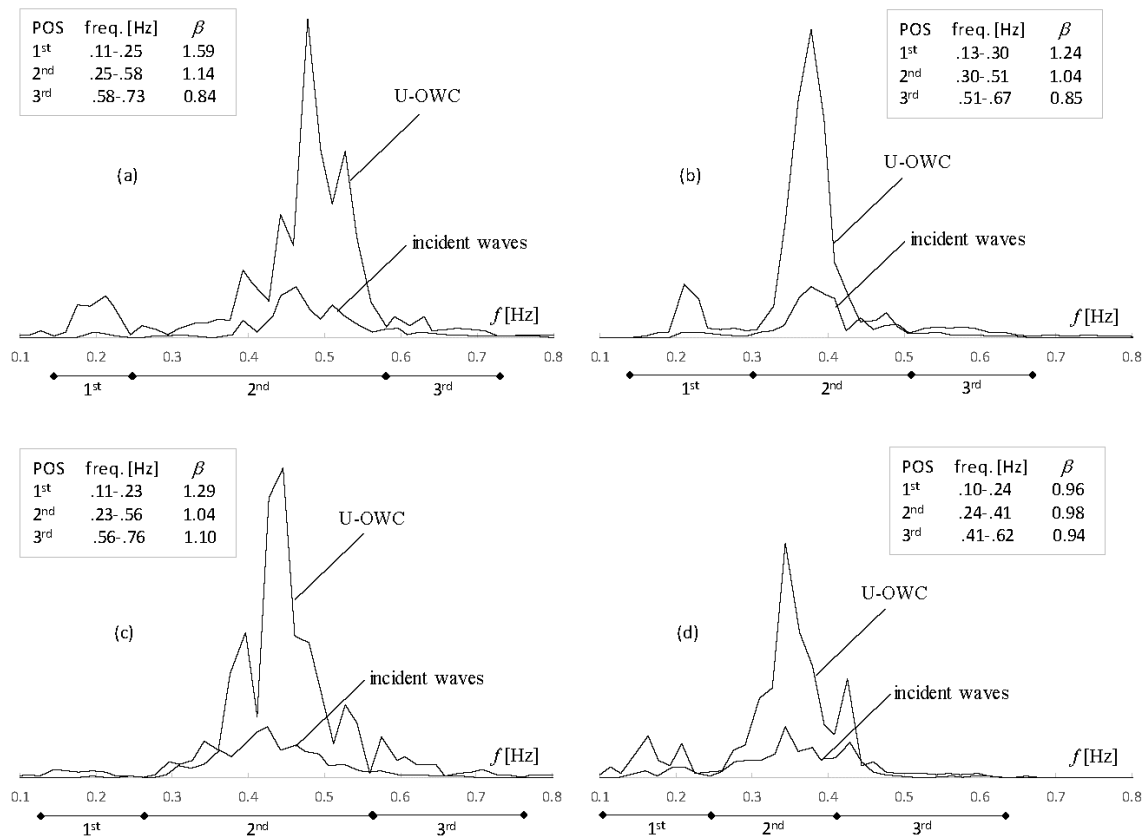 POS freq. [Hz] β
1st .11-.25 1.59
2nd .25-.58 1.14
3rd .58-.73 0.84
U-OWC
(a)
incident waves
f [Hz]
0.1 0.2 0.3 0.4 0.5 0.6 0.7 0.8
1st 2nd 3rd
POS freq. [Hz] β
1st .13-.30 1.24
2nd .30-.51 1.04
3rd .51-.67 0.85
U-OWC
(b)
incident waves
f [Hz]
0.1 0.2 0.3 0.4 0.5 0.6 0.7 0.8
1st 2nd 3rd
POS freq. [Hz] β
1st .11-.23 1.29
2nd .23-.56 1.04
3rd .56-.76 1.10
U-OWC
(c)
incident waves
f [Hz]
0.1 0.2 0.3 0.4 0.5 0.6 0.7 0.8
1st 2nd 3rd
POS freq. [Hz] β
1st .10-.24 0.96
2nd .24-.41 0.98
3rd .41-.62 0.94
U-OWC
(d)
incident waves
f [Hz]
0.1 0.2 0.3 0.4 0.5 0.6 0.7 0.8
1st 2nd 3rd